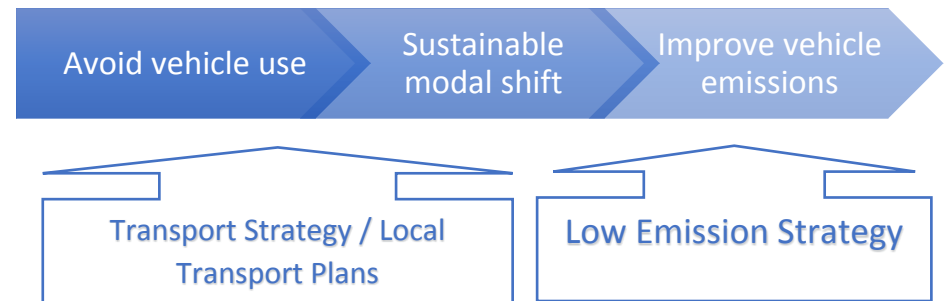 Avoid vehicle use
Sustainable
modal shift
Improve vehicle
emissions
Transport Strategy / Local
Transport Plans
Low Emission Strategy